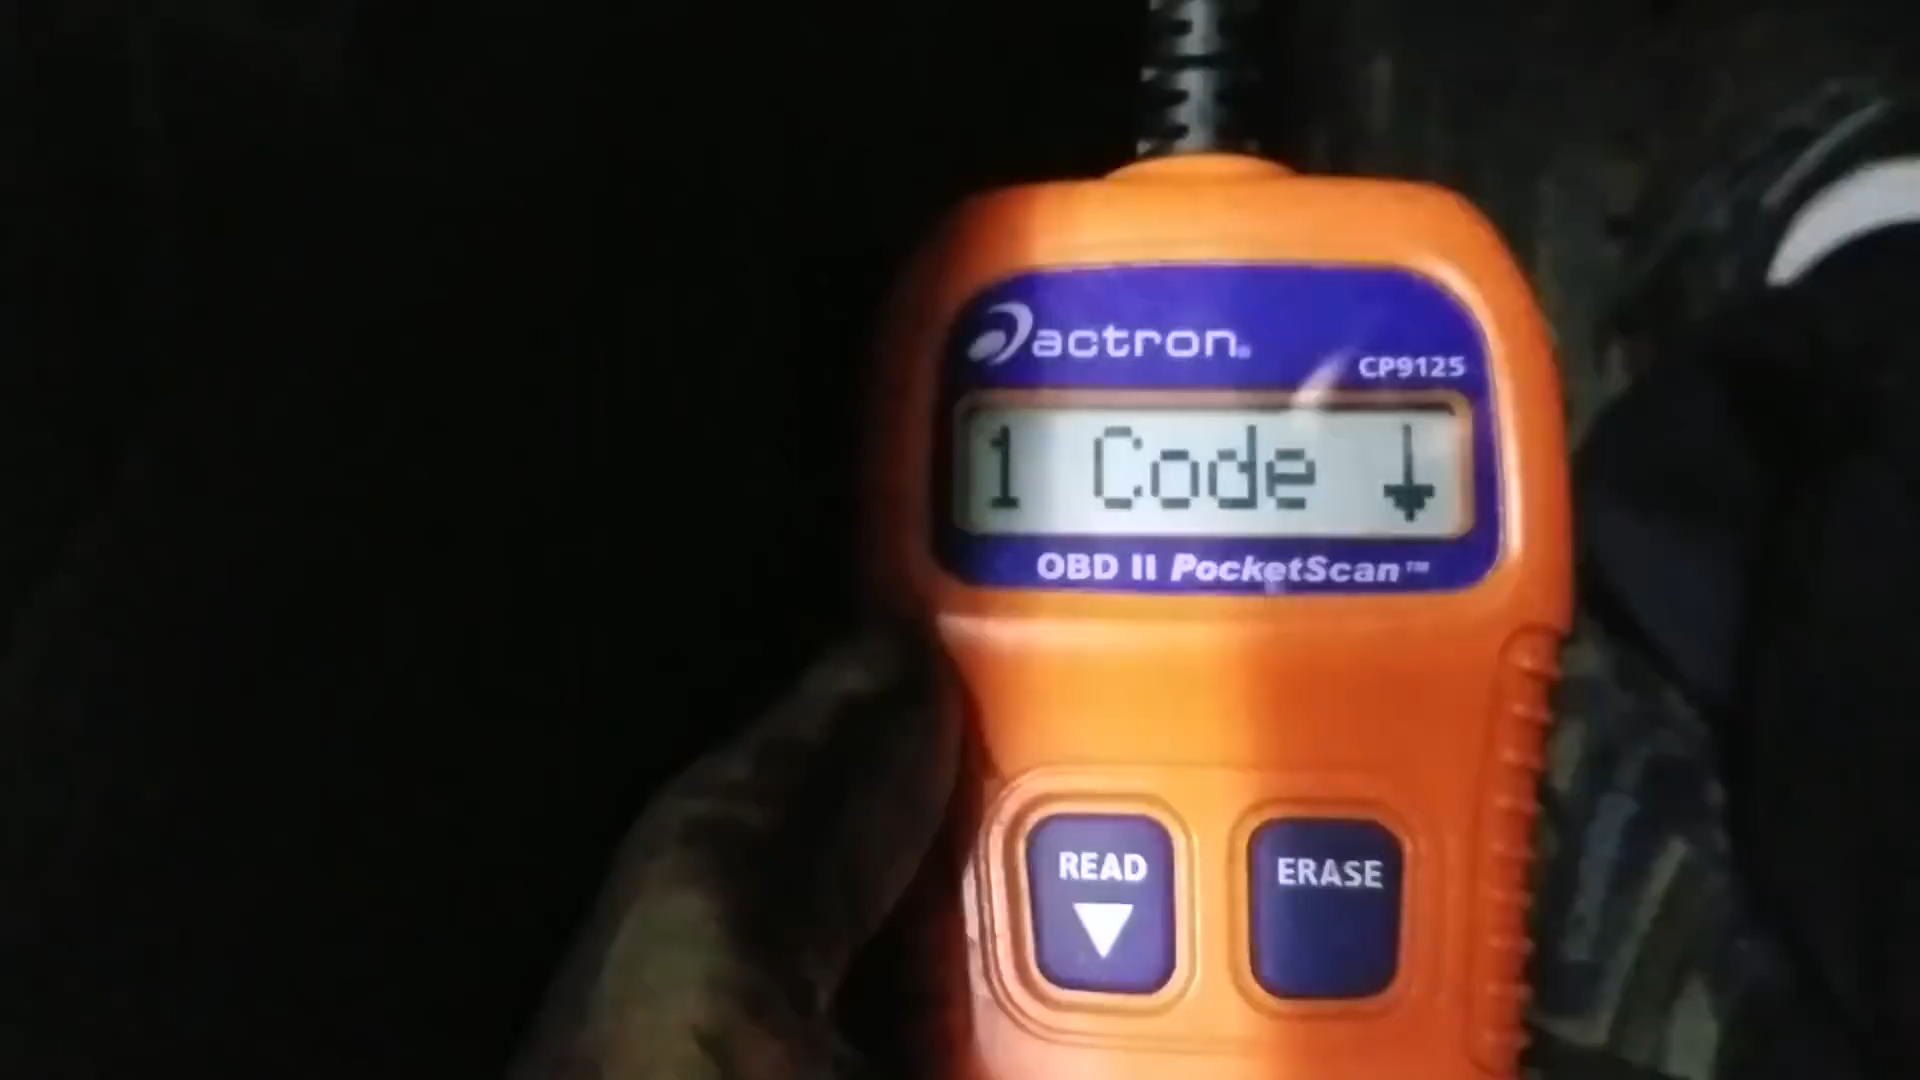 actron®
CP9125
1 Code ↓
OBD II PocketScan™
READ
ERASE